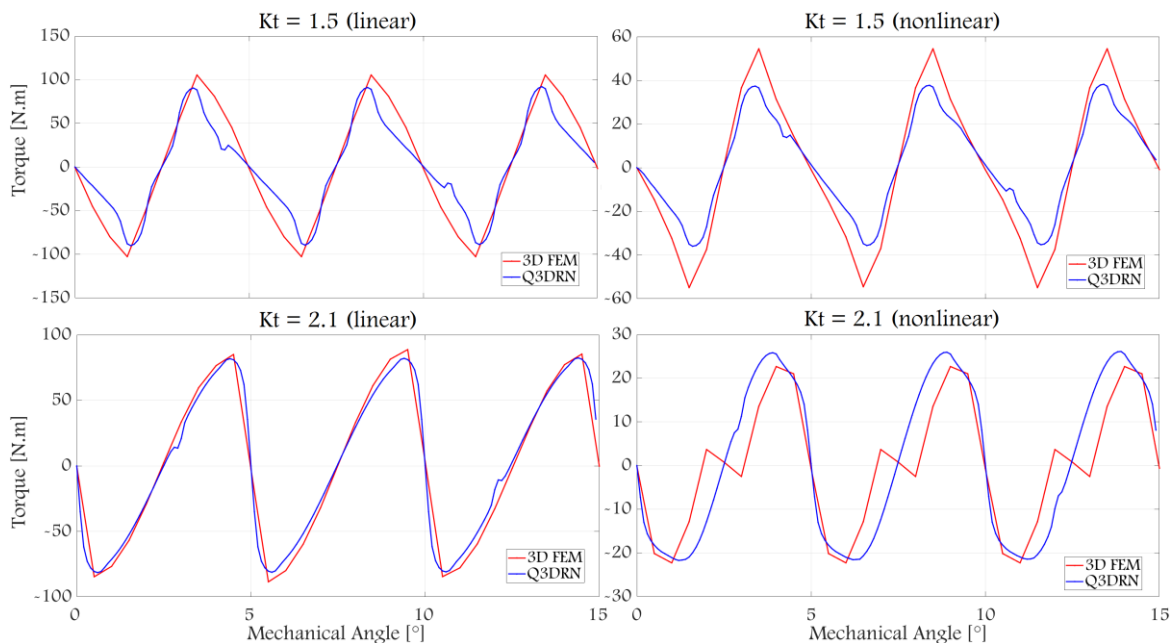 Kt = 1.5 (linear)
Torque [N.m]
150
100
50
0
-50
-100
-150
3D FEM
Q3DRN
Kt = 1.5 (nonlinear)
60
40
20
0
-20
-40
-60
3D FEM
Q3DRN
Kt = 2.1 (linear)
Torque [N.m]
100
50
0
-50
-100
0
5
10
15
Mechanical Angle [°]
3D FEM
Q3DRN
Kt = 2.1 (nonlinear)
30
20
10
0
-10
-20
-30
0
5
10
15
Mechanical Angle [°]
3D FEM
Q3DRN